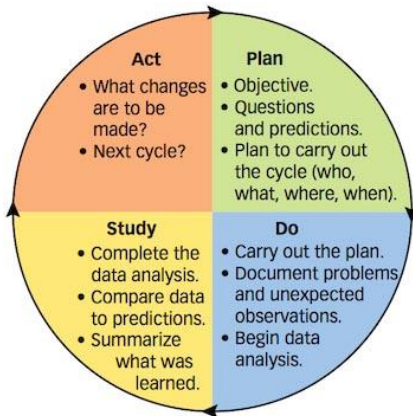 Act
• What changes
are to be
made?
• Next cycle?
Plan
• Objective.
• Questions
and predictions.
• Plan to carry out
the cycle (who,
what, where, when).
Study
• Complete the
data analysis.
• Compare data
to predictions.
• Summarize
what was
learned.
Do
• Carry out the plan.
• Document problems
and unexpected
observations.
• Begin data
analysis.